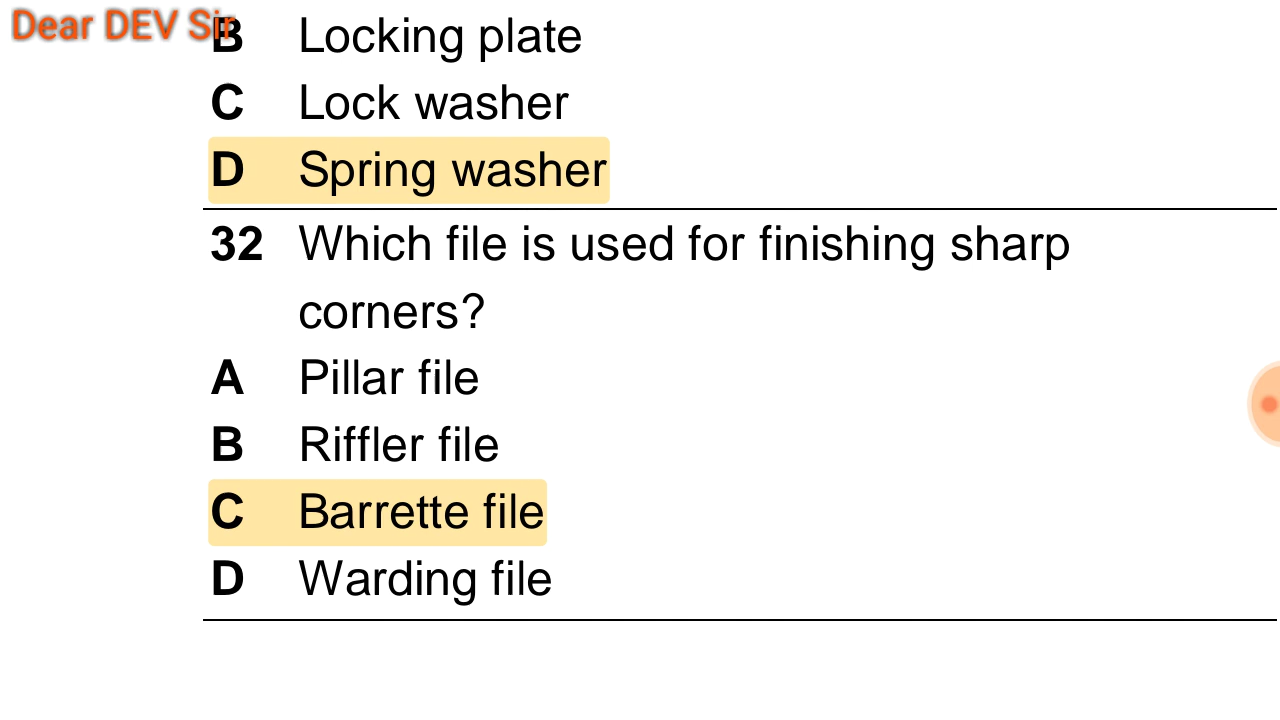 Dear DEV Sir
B Locking plate
C Lock washer
D Spring washer
32 Which file is used for finishing sharp
corners?
A Pillar file
B Riffler file
C Barrette file
D Warding file